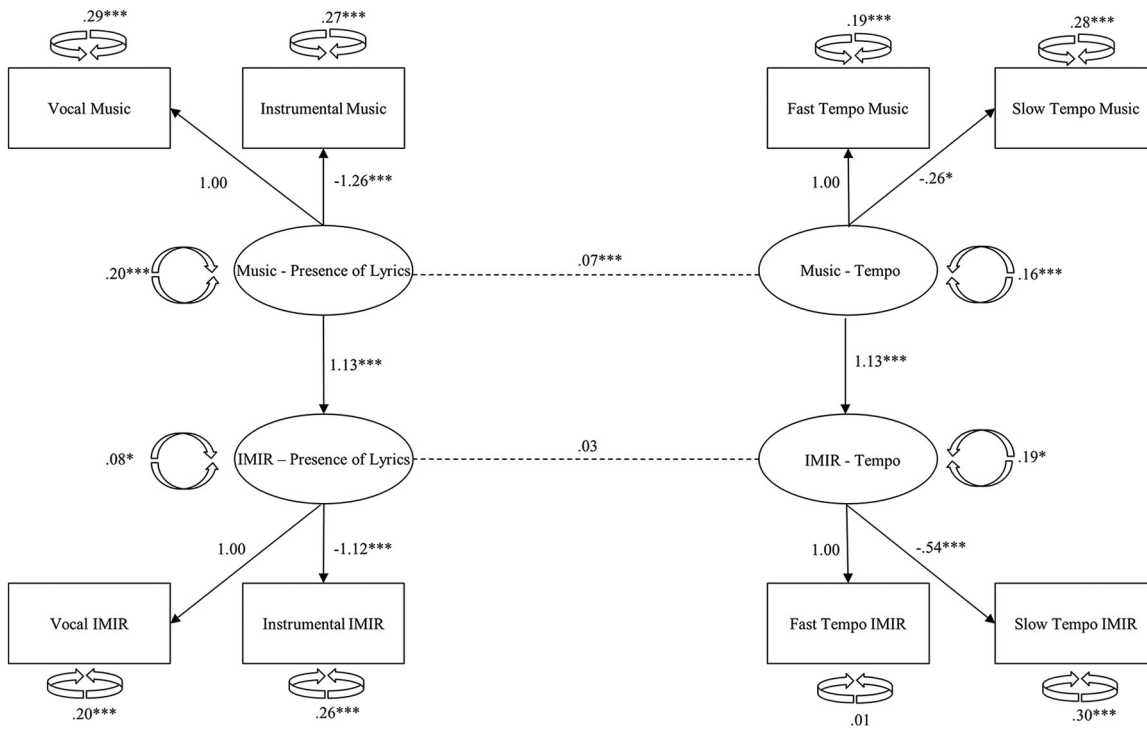 .29***
.27***
.19***
.28***
Vocal Music
Instrumental Music
Fast Tempo Music
Slow Tempo Music
1.00
-1.26***
1.00
-.26*
.20***
Music - Presence of Lyrics
.07***
Music - Tempo
.16***
1.13***
1.13***
.08*
IMIR – Presence of Lyrics
.03
IMIR - Tempo
.19*
1.00
-1.12***
1.00
-.54***
Vocal IMIR
Instrumental IMIR
Fast Tempo IMIR
Slow Tempo IMIR
.20***
.26***
.01
.30***